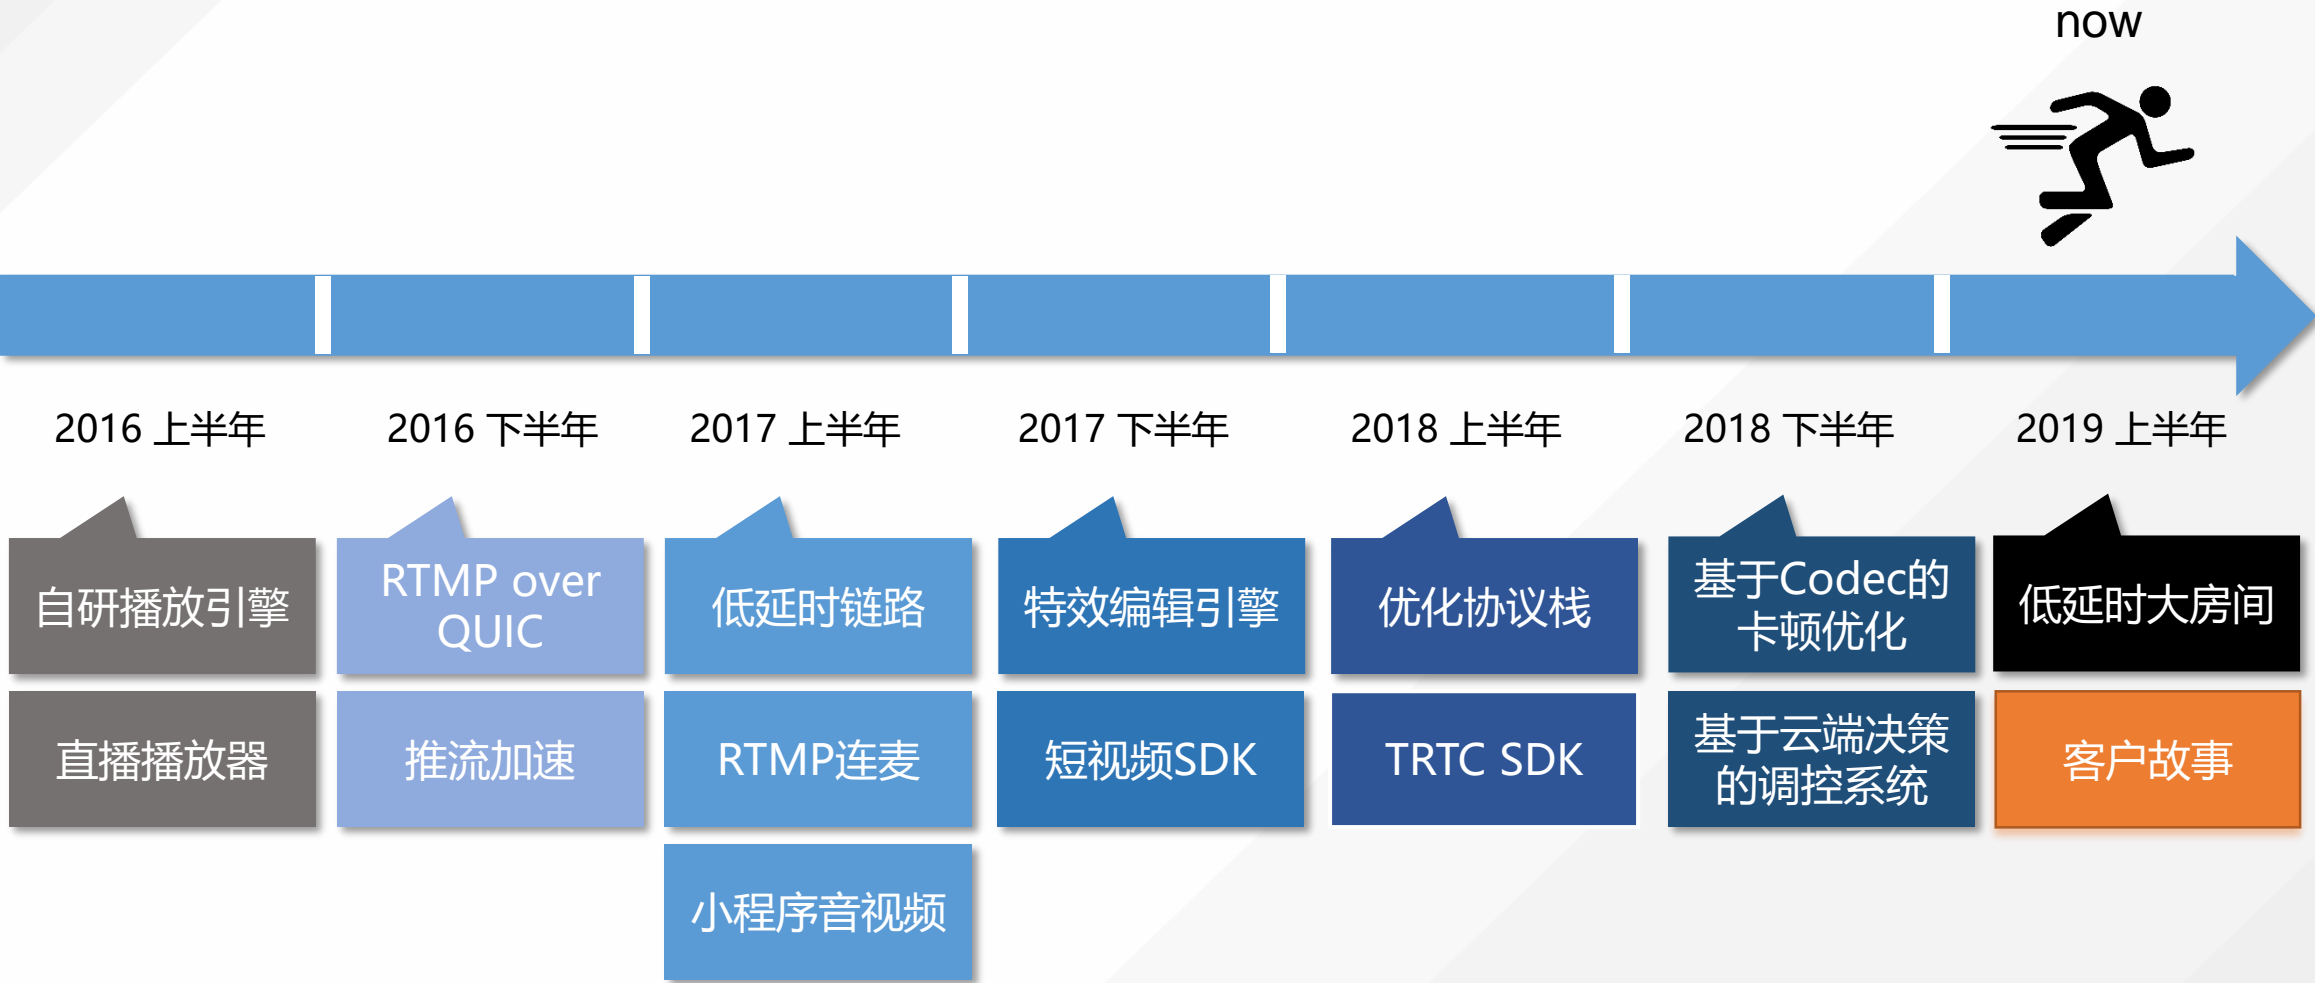 now
2016 上半年
2016 下半年
2017 上半年
2017 下半年
2018 上半年
2018 下半年
2019 上半年
自研播放引擎
直播播放器
RTMP over
QUIC
推流加速
低延时链路
RTMP连麦
小程序音视频
特效编辑引擎
短视频SDK
优化协议栈
TRTC SDK
基于Codec的
卡顿优化
基于云端决策
的调控系统
低延时大房间
客户故事